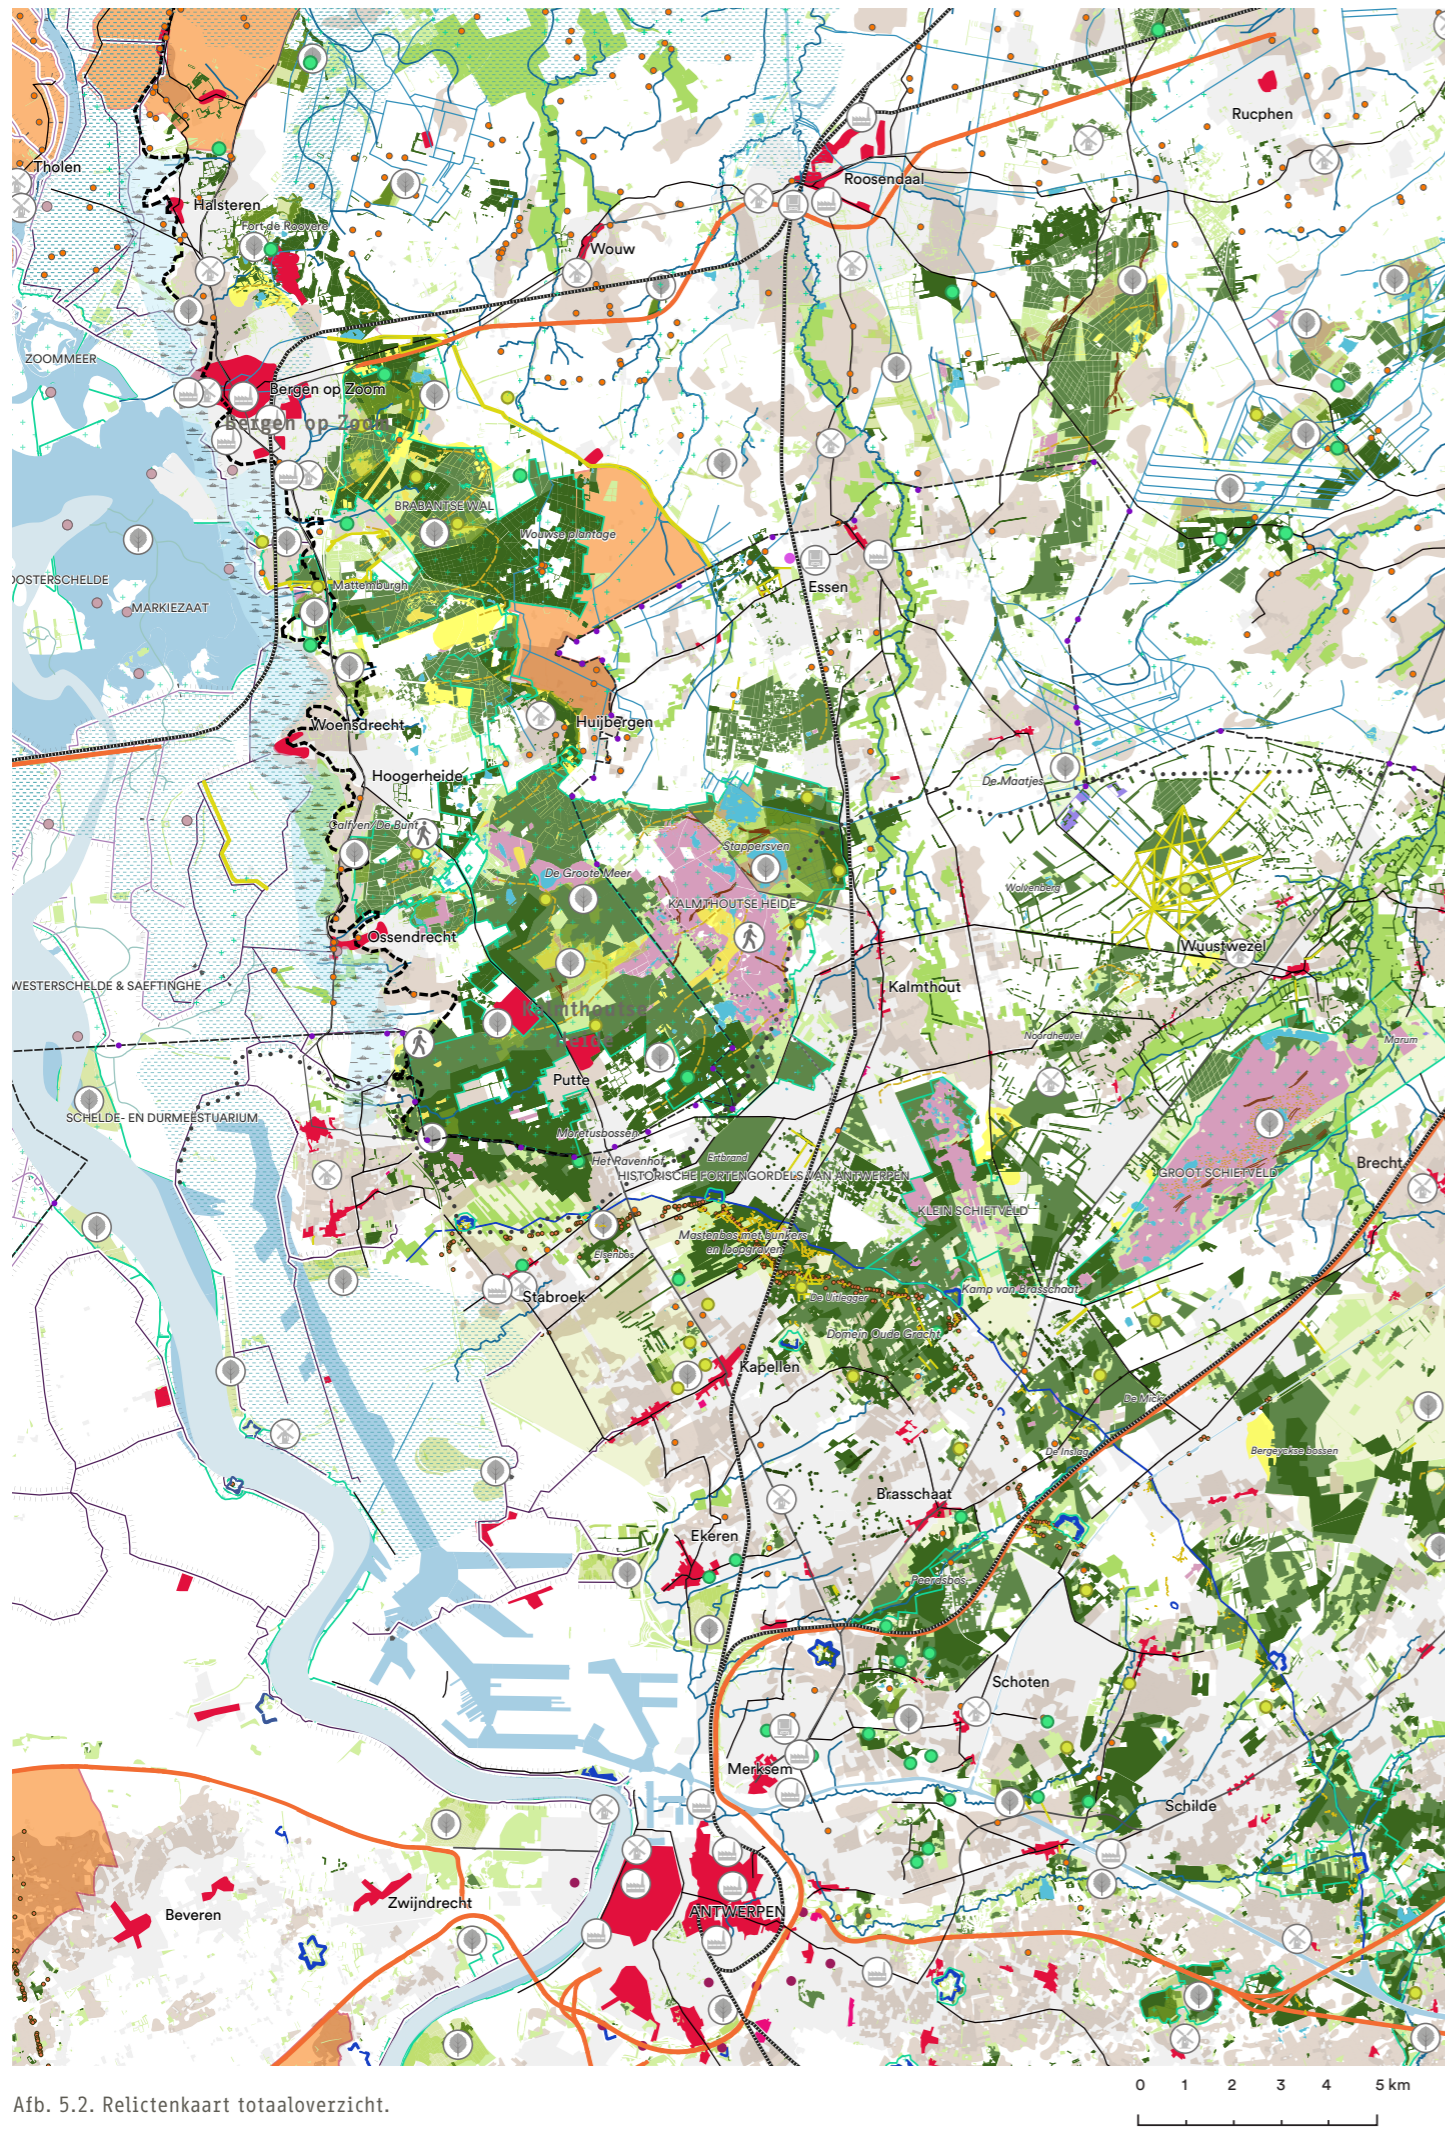 Rucphen
Tholen
Roosendaal
Halsteren
Fort de Roovere
Wouw
ZOOMMEER
Bergen op Zoom
Bergen op Zoom
BRABANTSE WAL
Wouwse plantage
OOSTERSCHELDE
Mattemburgh
Essen
MARKIEZAAT
Woensdrecht
Huijbergen
Hoogerheide
De Maatjes
Calfven/De Bunt
Stappersven
De Groote Meer
Wolvenberg
KALMTHOUTSE HEIDE
Ossendrecht
Wuustwezel
WESTERSCHELDE & SAEFTINGHE
Kalmthout
Kalmthoutse
Heide
Noordheuvel
Marum
Putte
SCHELDE- EN DURMEESTUARIUM
Moretusbossen
Ertbrand
Het Ravenhof
Brecht
HISTORISCHE FORTENGORDELS VAN ANTWERPEN
GROOT SCHIETVELD
KLEIN SCHIETVELD
Mastenbos met bunkers
en loopgraven
Elsenbos
Kamp van Brasschaat
Stabroek
De Uitlegger
Domein Oude Gracht
Kapellen
De Mick
De Inslag
Bergeyckse bossen
Brasschaat
Ekeren
Peerdsbos
Schoten
Merksem
Schilde
Zwijndrecht
Beveren
ANTWERPEN
0 1 2 3 4 5 km
Afb. 5.2. Relictenkaart totaaloverzicht.